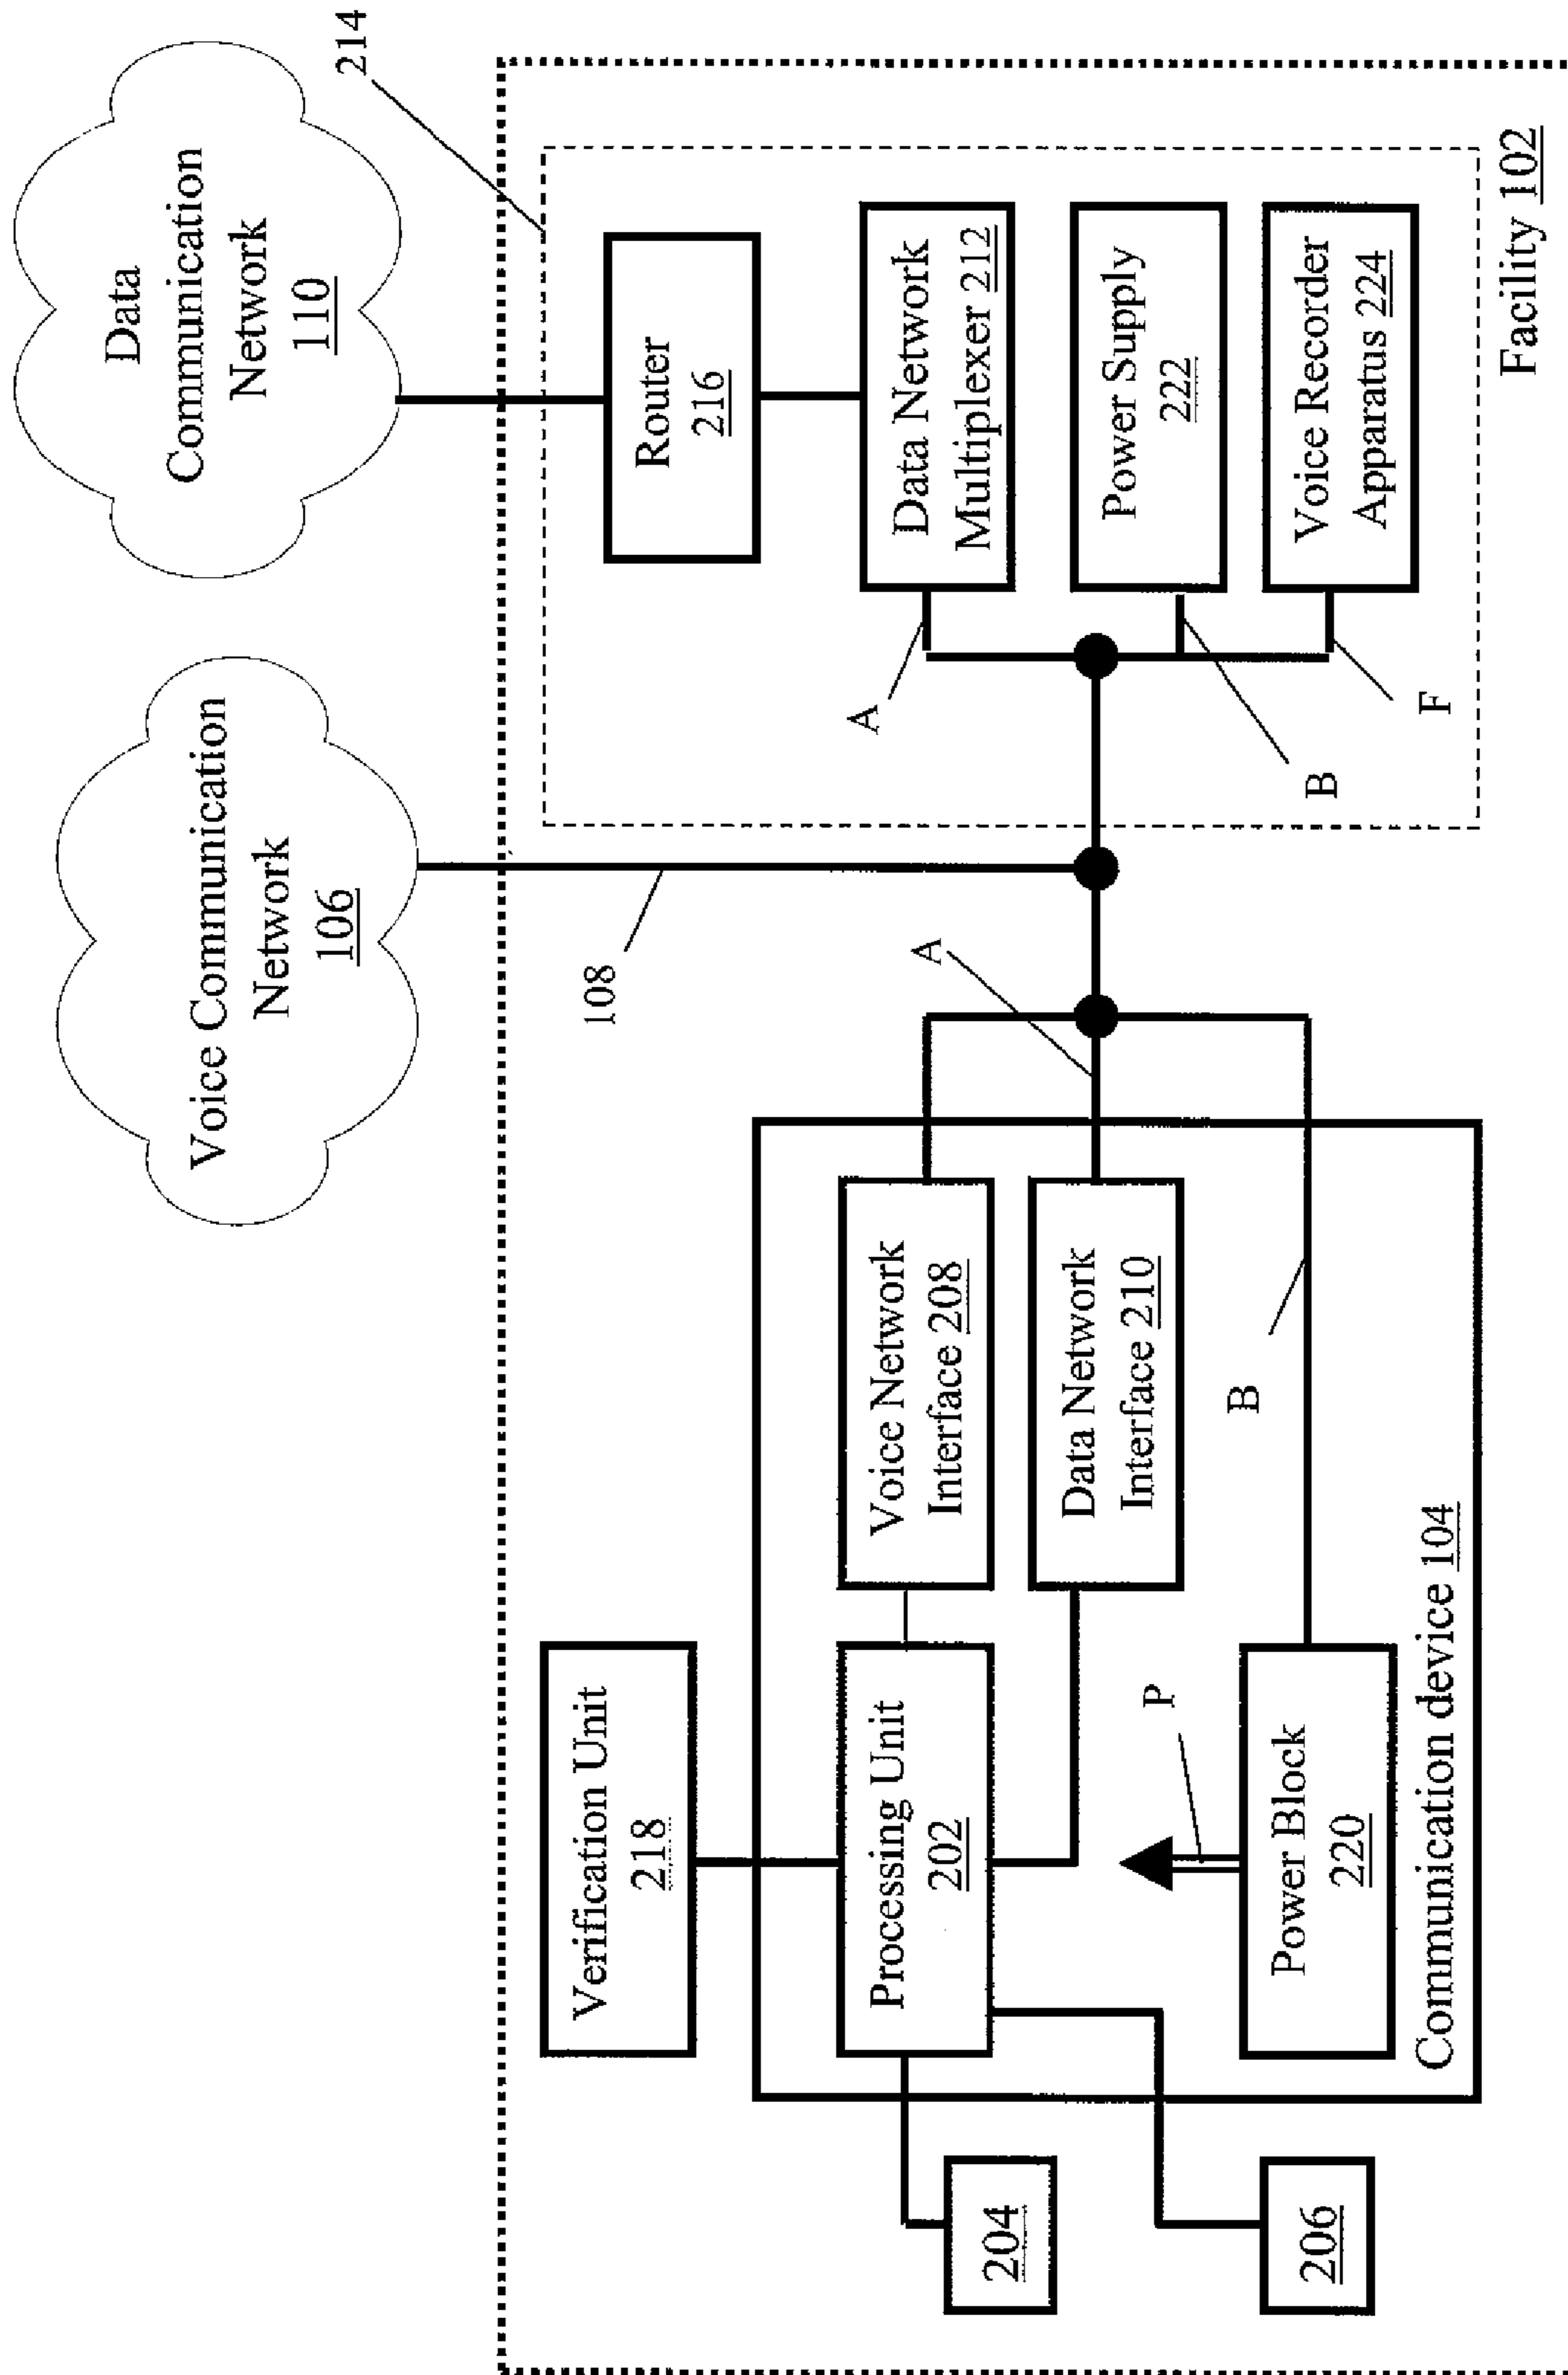 Data
Communication
Network
110
214
Voice Communication
Network
106
108
Router
216
Data Network
Multiplexer 212
Power Supply
222
Voice Recorder
Apparatus 224
A
B
F
Facility 102
A
Verification Unit
218
Voice Network
Interface 208
Data Network
Interface 210
Processing Unit
202
B
P
Power Block
220
Communication device 104
204
206